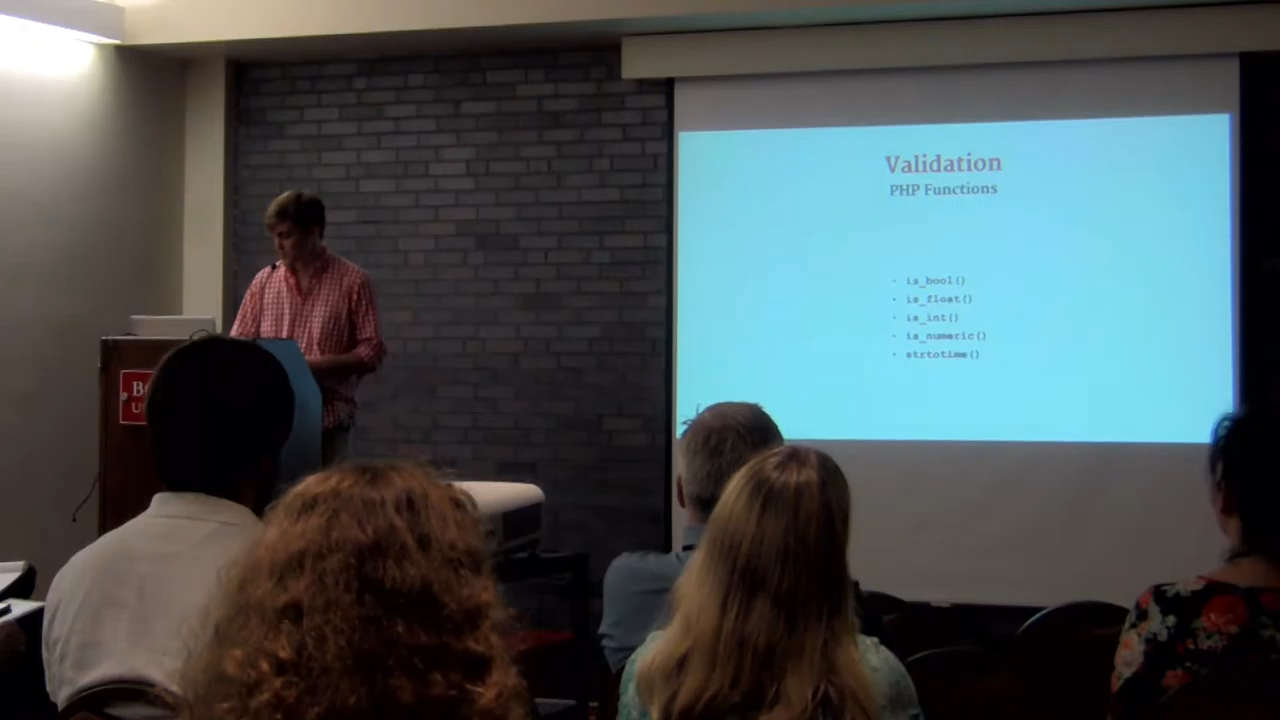 Validation
PHP Functions
· is_bool()
· is_float()
· is_int()
· is_numeric()
· strtotime()